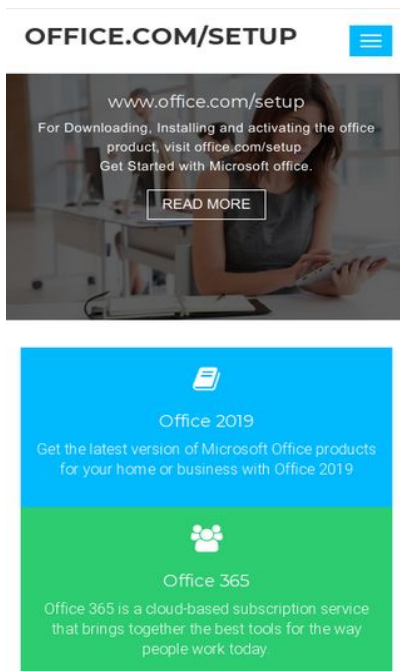 OFFICE.COM/SETUP
www.office.com/setup
For Downloading, Installing and activating the office
product, visit office.com/setup
Get Started with Microsoft office.
READ MORE
Office 2019
Get the latest version of Microsoft Office products
for your home or business with Office 2019
Office 365
Office 365 is a cloud-based subscription service
that brings together the best tools for the way
people work today.